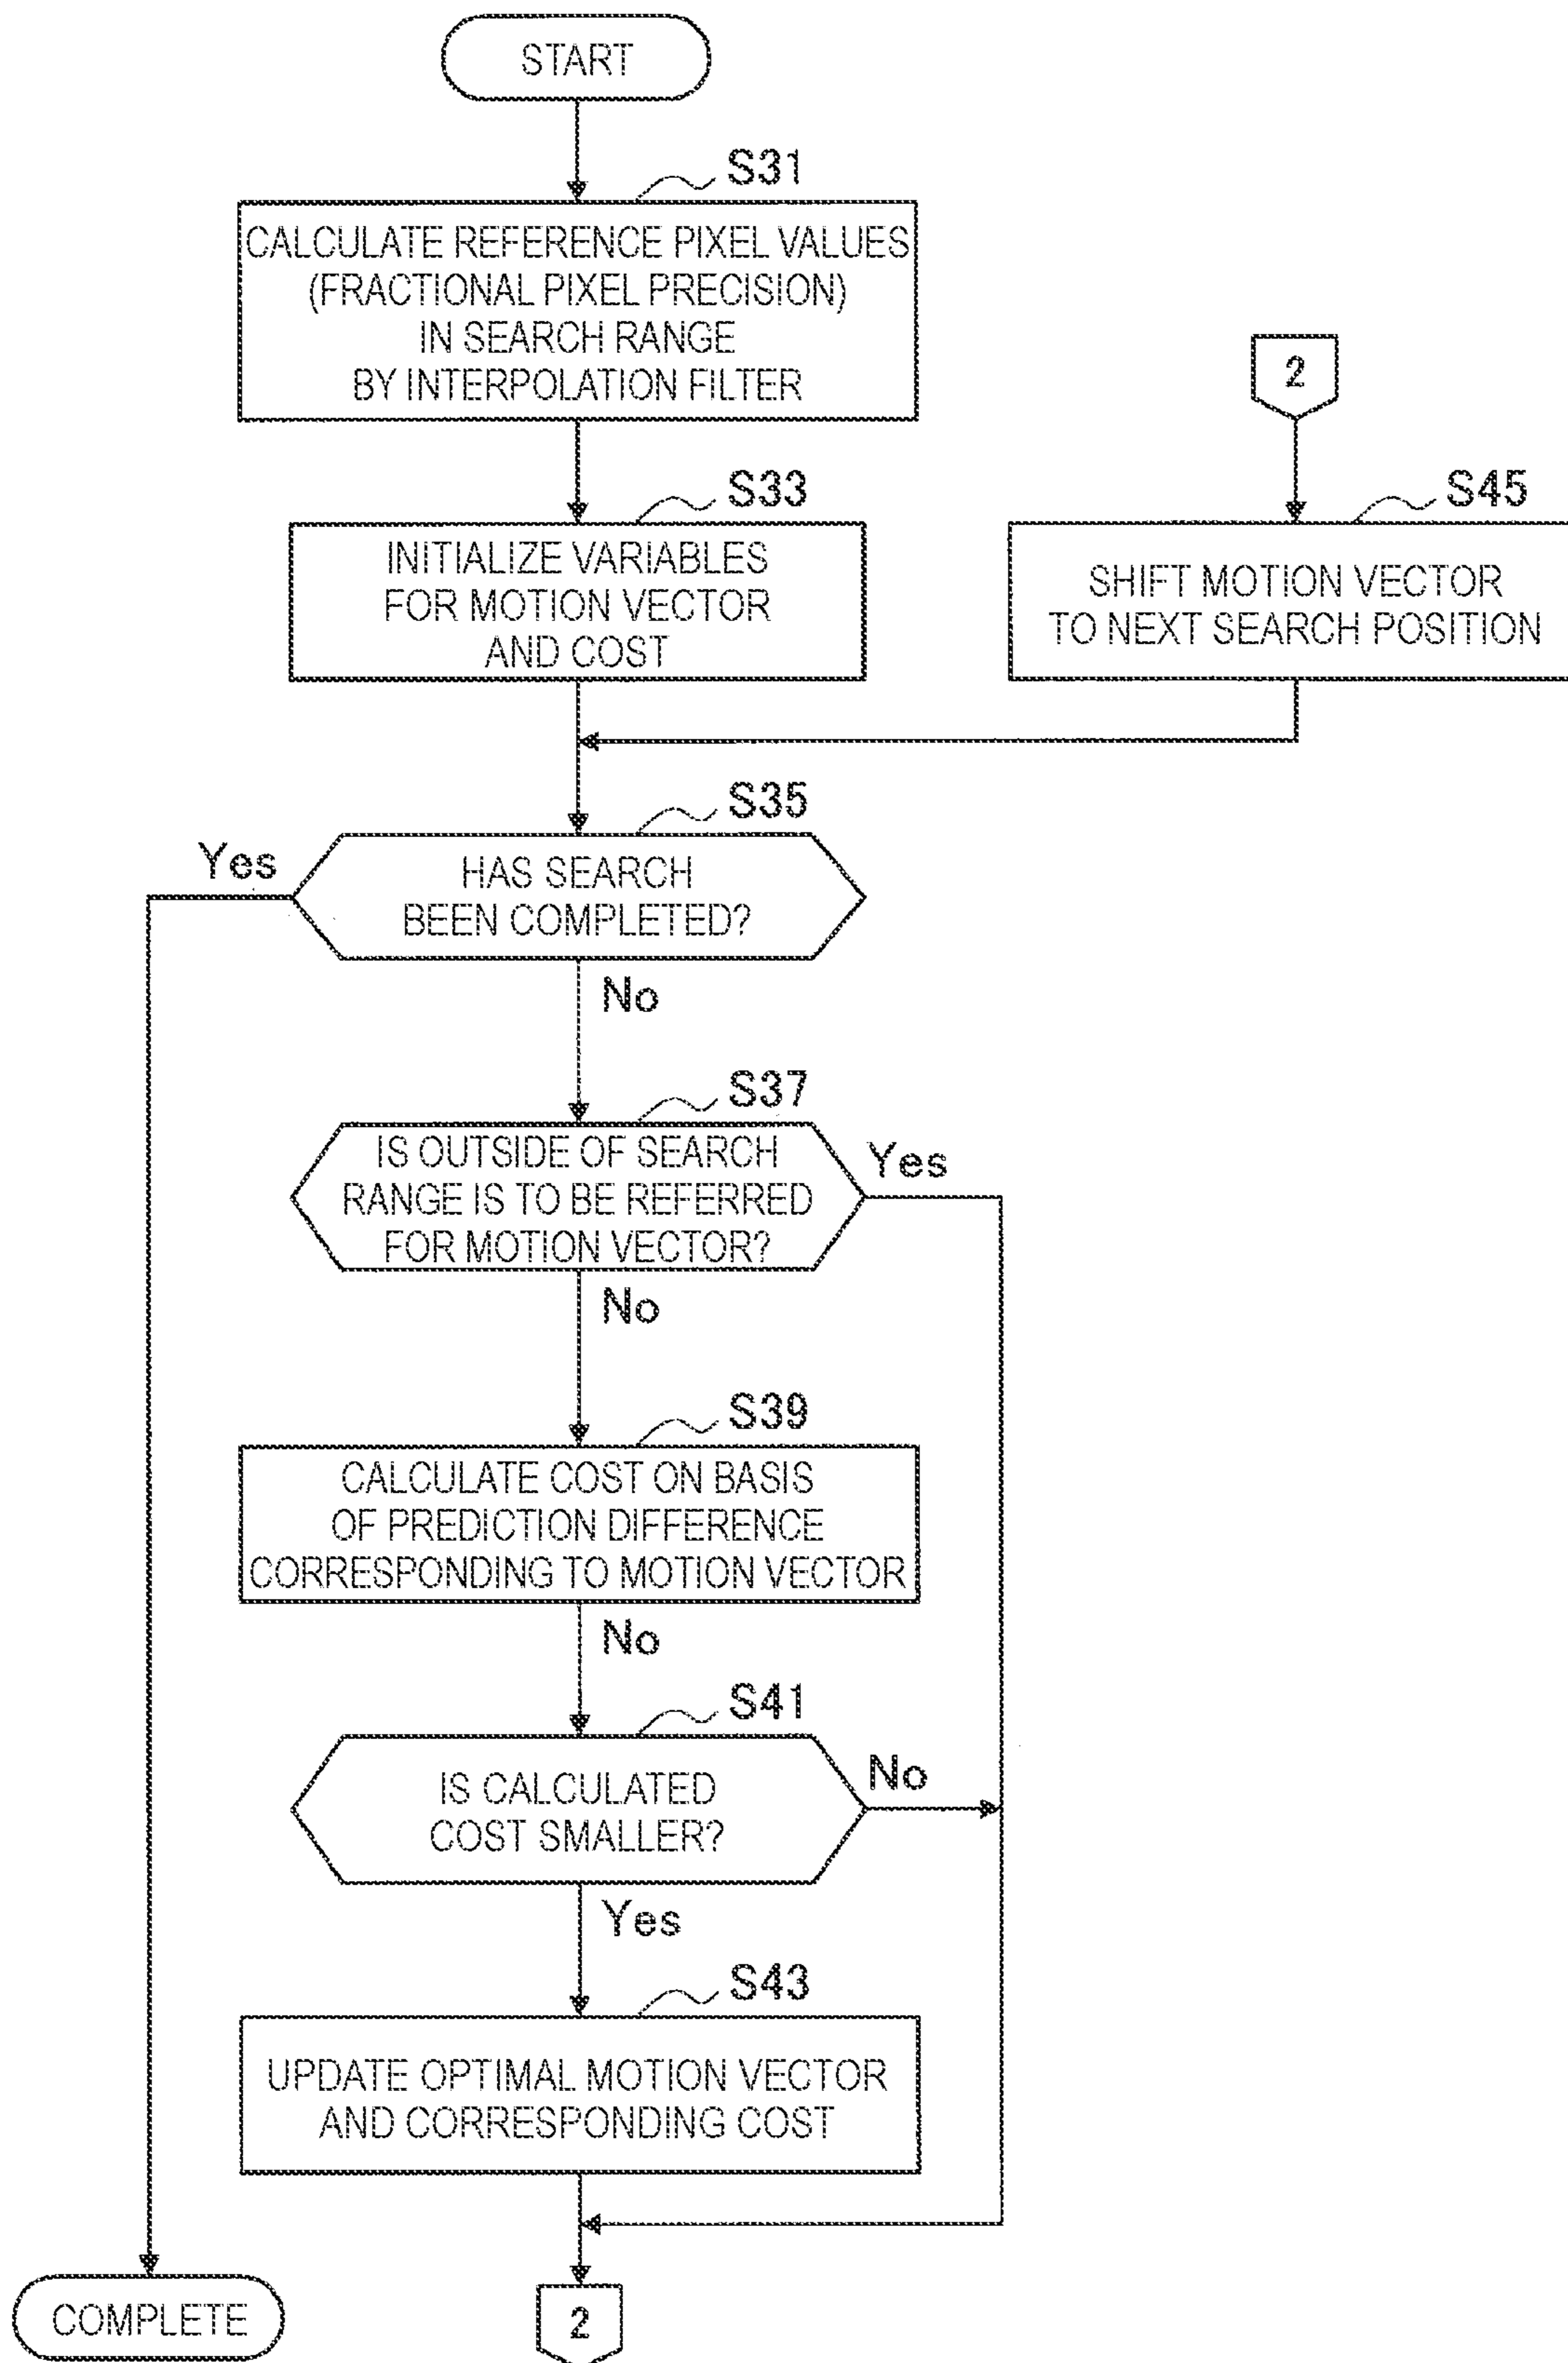 START
S31
CALCULATE REFERENCE PIXEL VALUES
(FRACTIONAL PIXEL PRECISION)
IN SEARCH RANGE
BY INTERPOLATION FILTER
2
S33
INITIALIZE VARIABLES
FOR MOTION VECTOR
AND COST
S45
SHIFT MOTION VECTOR
TO NEXT SEARCH POSITION
S35
Yes
HAS SEARCH
BEEN COMPLETED?
No
S37
IS OUTSIDE OF SEARCH
RANGE IS TO BE REFERRED
FOR MOTION VECTOR?
Yes
No
S39
CALCULATE COST ON BASIS
OF PREDICTION DIFFERENCE
CORRESPONDING TO MOTION VECTOR
No
S41
IS CALCULATED
COST SMALLER?
No
Yes
S43
UPDATE OPTIMAL MOTION VECTOR
AND CORRESPONDING COST
COMPLETE
2